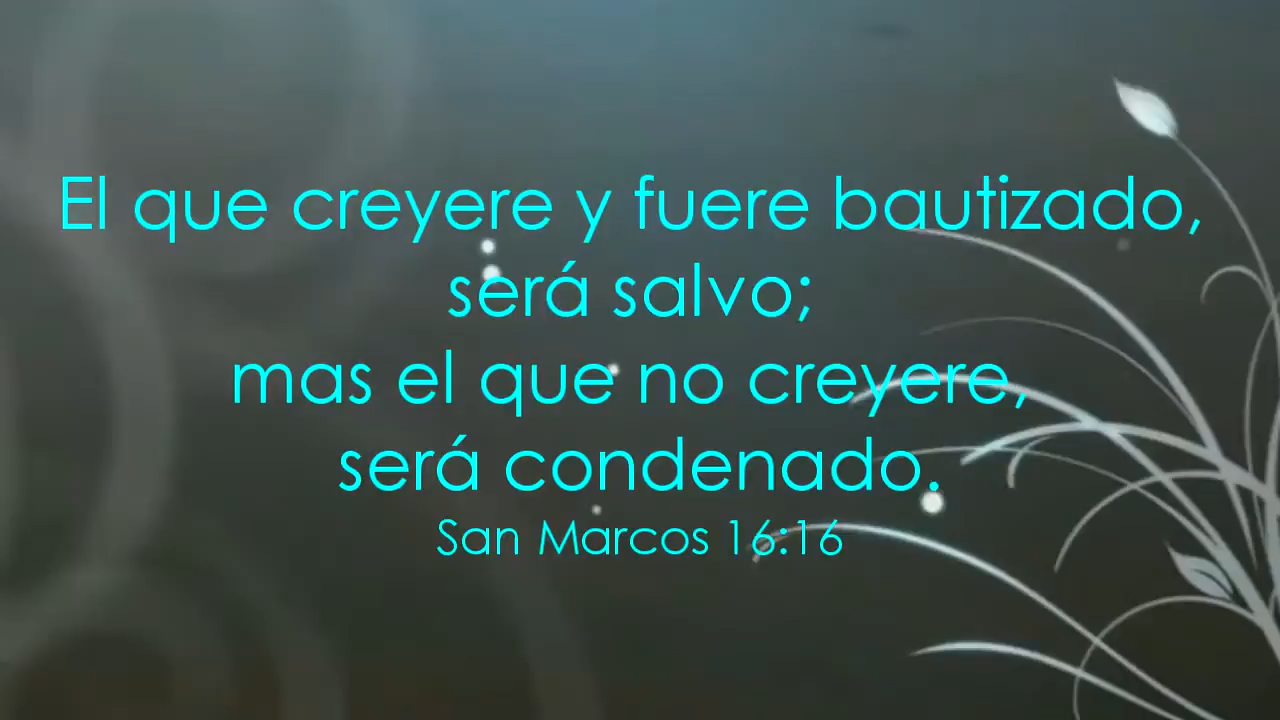 El que creyere y fuere bautizado,
será salvo;
mas el que no creyere,
será condenado.
San Marcos 16:16